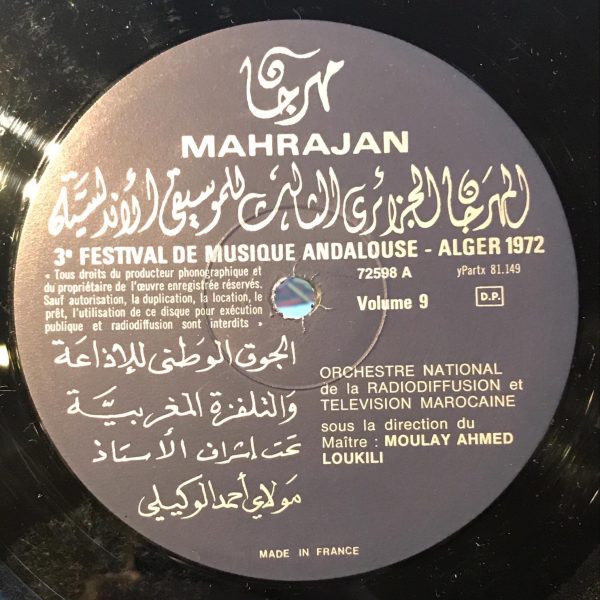 مهرجان
MAHRAJAN
المهرجان الجزائري الثالث للموسيقى الأندلسية
3e FESTIVAL DE MUSIQUE ANDALOUSE - ALGER 1972
« Tous droits du producteur phonographique et
du propriétaire de l'œuvre enregistrée réservés.
Sauf autorisation, la duplication, la location, le
prêt, l'utilisation de ce disque pour exécution
publique et radiodiffusion sont interdits »
72598 A
yPartx 81.149
Volume 9
D.P.
الجوق الوطني للإذاعة
والتلفزة المغربية
تحت إشراف الأستاذ
مولاي أحمد الوكيلي
ORCHESTRE NATIONAL
de la RADIODIFFUSION et
TELEVISION MAROCAINE
sous la direction du
Maître : MOULAY AHMED
LOUKILI
MADE IN FRANCE